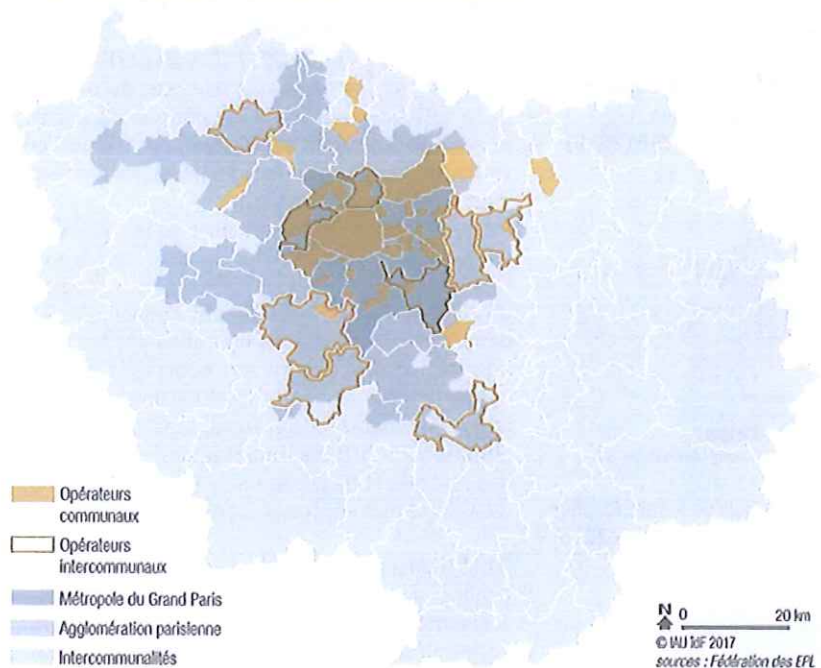 Opérateurs
communaux
Opérateurs
intercommunaux
Métropole du Grand Paris
Agglomération parisienne
Intercommunalités
N 0 20 km
© IAU îdF 2017
sources : Fédération des EPL